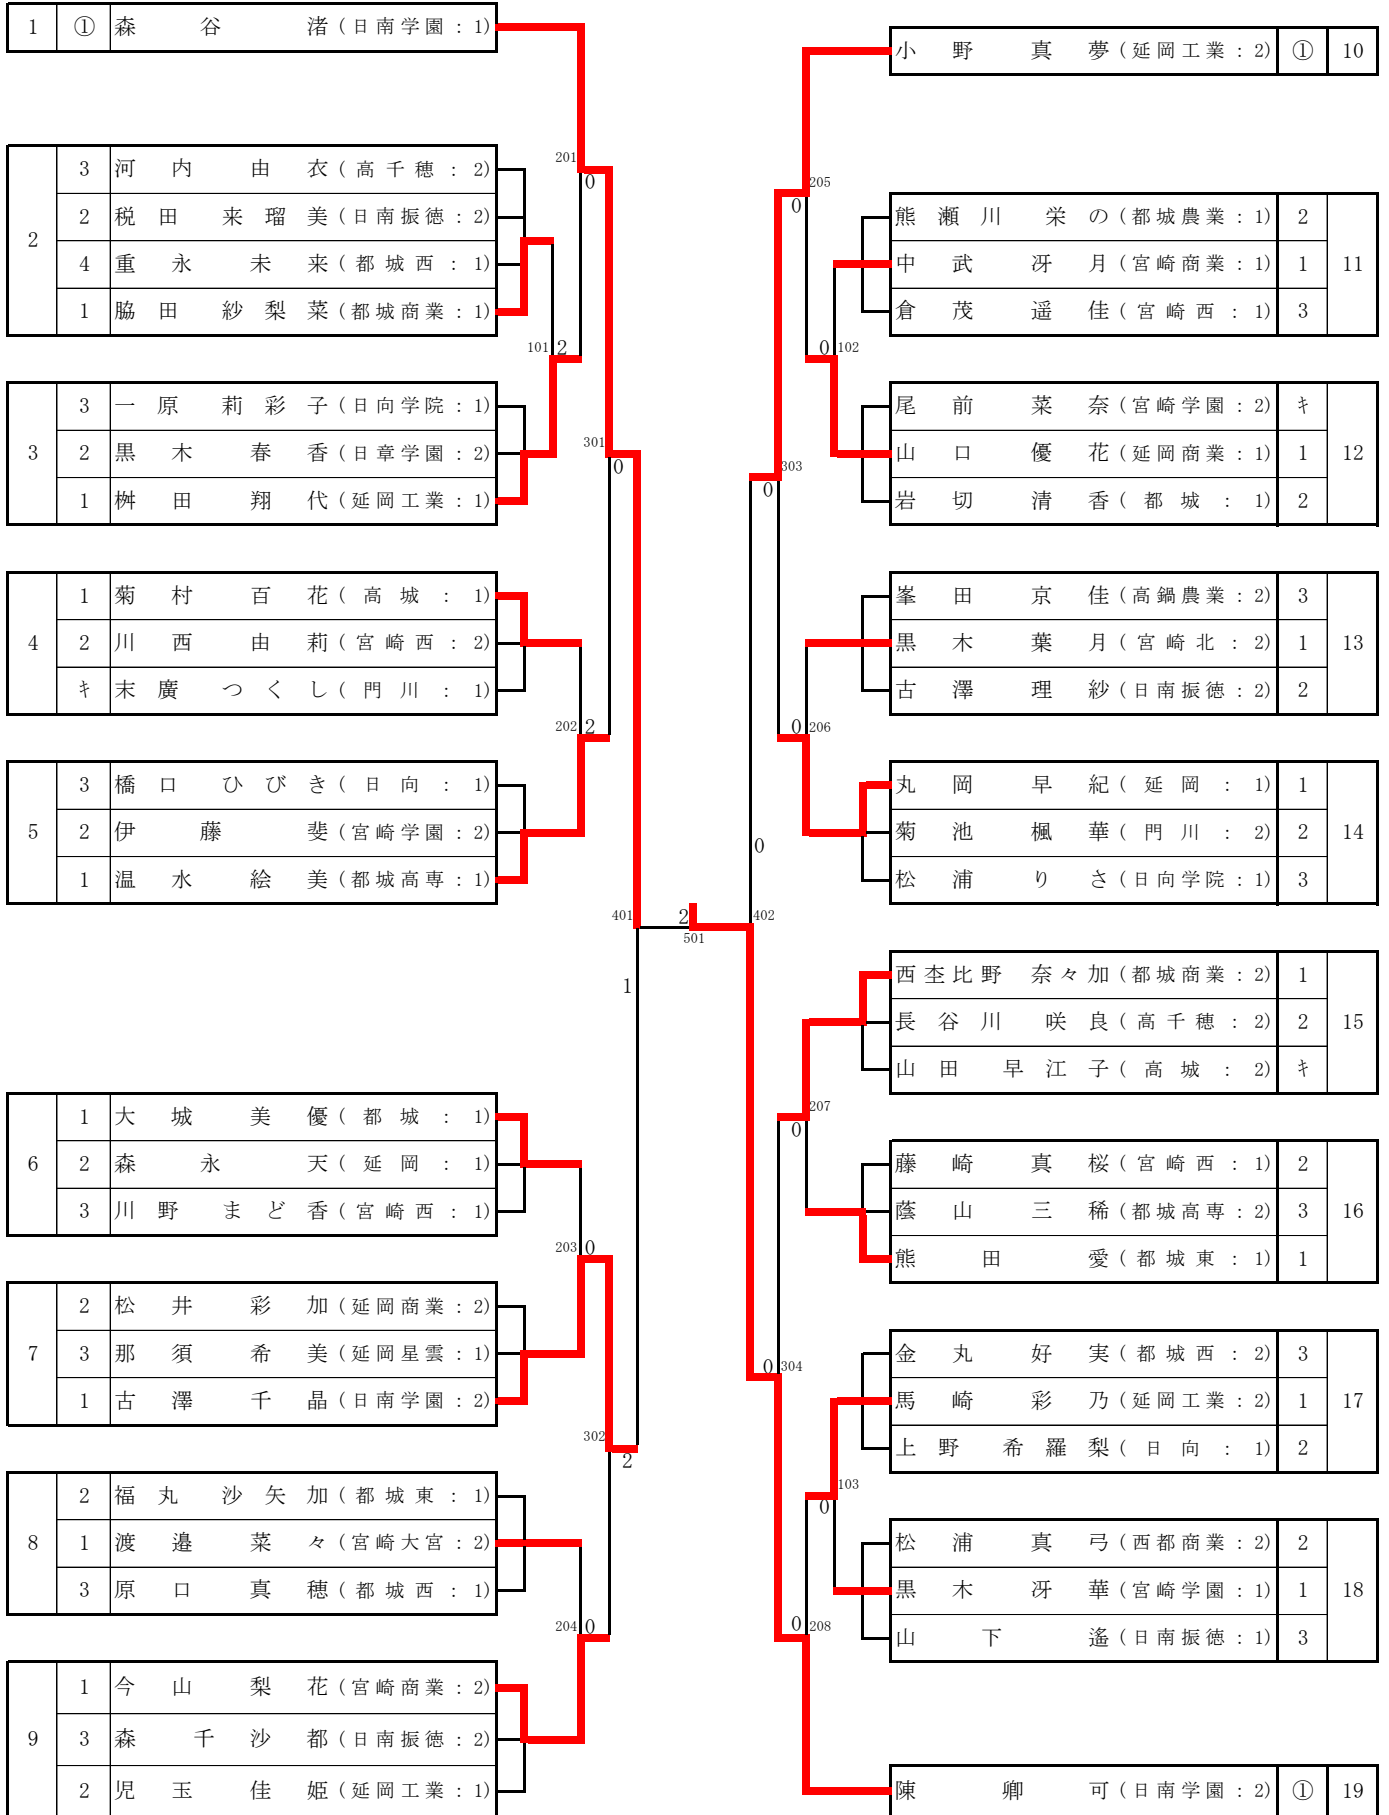 1 ① 森谷 渚 (日南学園：1)
2
3 河内 由衣 (高千穂：2)
2 税田 来瑠美 (日南振徳：2)
4 重永 未来 (都城西：1)
1 脇田 紗梨菜 (都城商業：1)
3
3 一原 莉彩子 (日向学院：1)
2 黒木 春香 (日章学園：2)
1 桝田 翔代 (延岡工業：1)
4
1 菊村 百花 (高城：1)
2 川西 由莉 (宮崎西：2)
ｷ 末廣 つくし (門川：1)
5
3 橋口 ひびき (日向：1)
2 伊藤 斐 (宮崎学園：2)
1 温水 絵美 (都城高専：1)
6
1 大城 美優 (都城：1)
2 森永 天 (延岡：1)
3 川野 まど香 (宮崎西：1)
7
2 松井 彩加 (延岡商業：2)
3 那須 希美 (延岡星雲：1)
1 古澤 千晶 (日南学園：2)
8
2 福丸 沙矢加 (都城東：1)
1 渡邉 菜々 (宮崎大宮：2)
3 原口 真穂 (都城西：1)
9
1 今山 梨花 (宮崎商業：2)
3 森 千沙都 (日南振徳：2)
2 児玉 佳姫 (延岡工業：1)
201 0
101 2
301 0
202 2
401 1
203 0
302 2
204 0
2
501
205 0
0 102
303 0
0 206
0
402
207 0
0 304
103 0
0 208
小野 真夢 (延岡工業：2) ① 10
熊瀬川 栄の (都城農業：1) 2
中武 冴月 (宮崎商業：1) 1
倉茂 遥佳 (宮崎西：1) 3
11
尾前 菜奈 (宮崎学園：2) ｷ
山口 優花 (延岡商業：1) 1
岩切 清香 (都城：1) 2
12
峯田 京佳 (高鍋農業：2) 3
黒木 葉月 (宮崎北：2) 1
古澤 理紗 (日南振徳：2) 2
13
丸岡 早紀 (延岡：1) 1
菊池 楓華 (門川：2) 2
松浦 りさ (日向学院：1) 3
14
西杢比野 奈々加 (都城商業：2) 1
長谷川 咲良 (高千穂：2) 2
山田 早江子 (高城：2) ｷ
15
藤崎 真桜 (宮崎西：1) 2
蔭山 三稀 (都城高専：2) 3
熊田 愛 (都城東：1) 1
16
金丸 好実 (都城西：2) 3
馬崎 彩乃 (延岡工業：2) 1
上野 希羅梨 (日向：1) 2
17
松浦 真弓 (西都商業：2) 2
黒木 冴華 (宮崎学園：1) 1
山下 遙 (日南振徳：1) 3
18
陳 卿可 (日南学園：2) ① 19